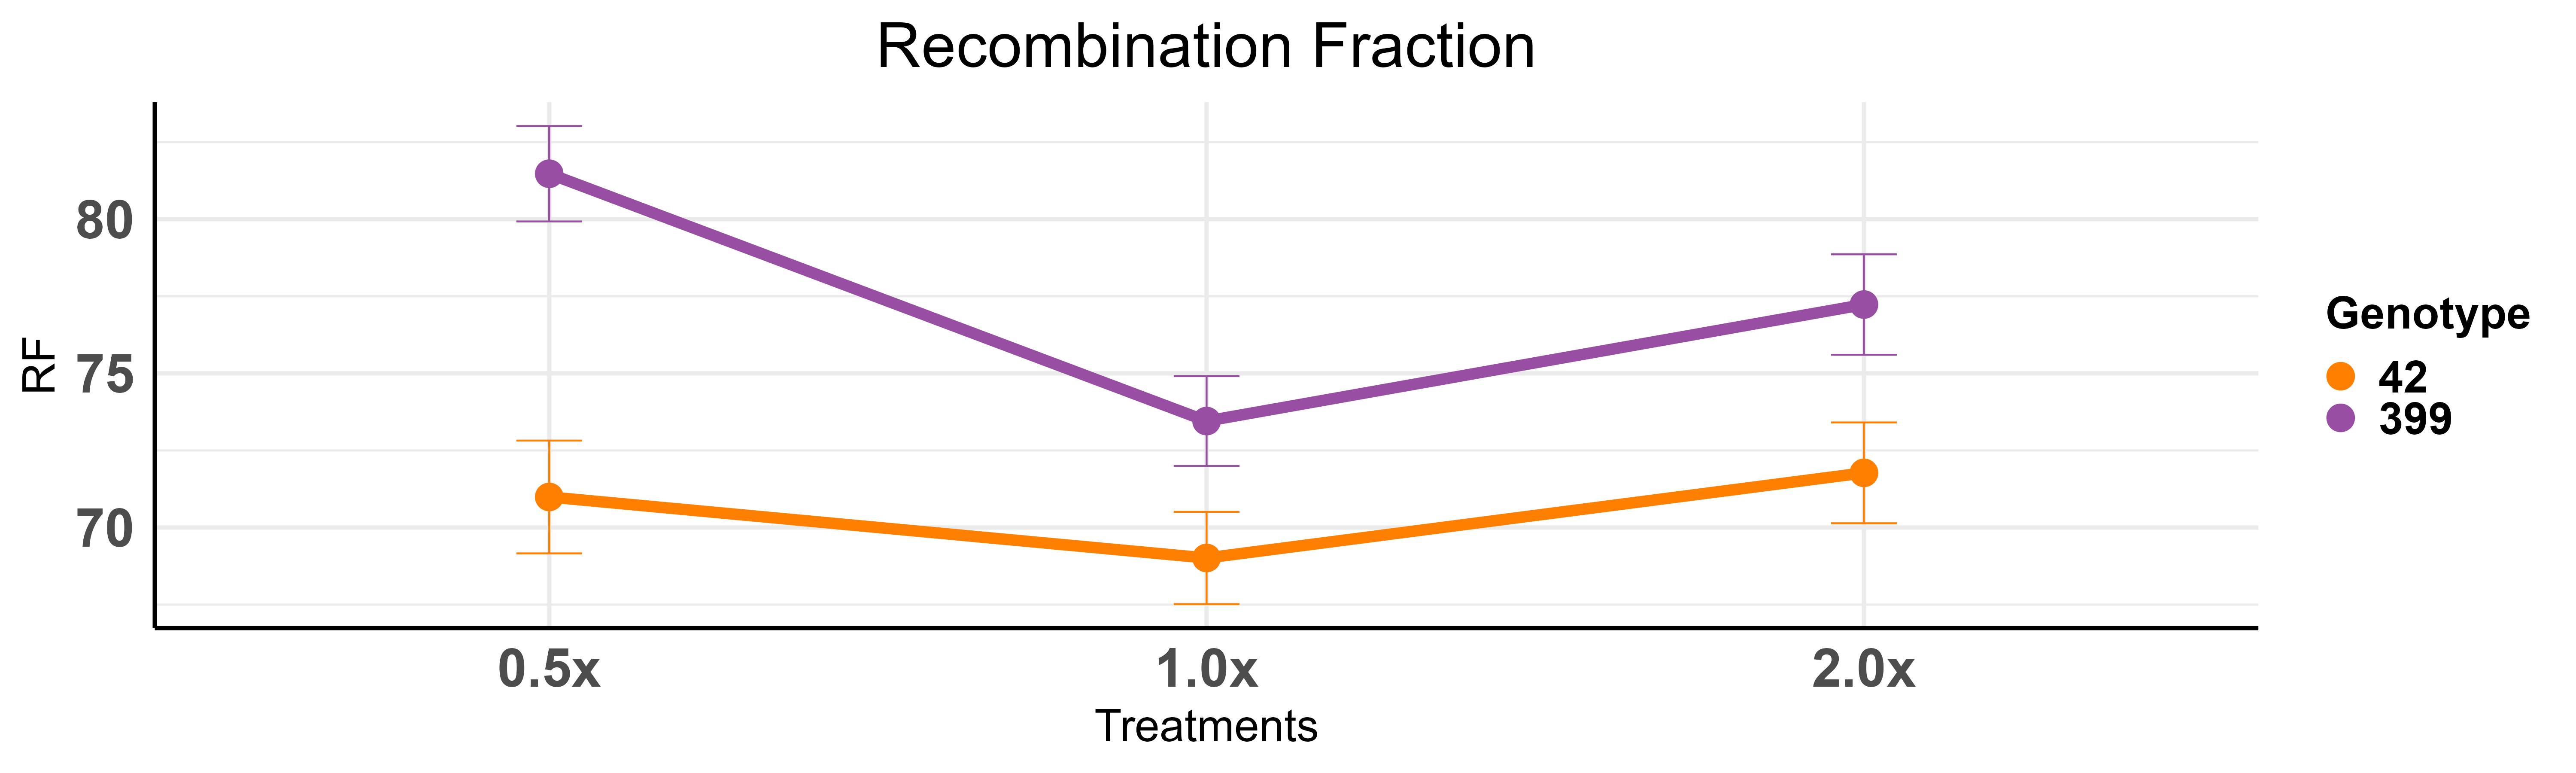 Recombination Fraction
RF
80
75
70
0.5x
1.0x
2.0x
Treatments
Genotype
42
399